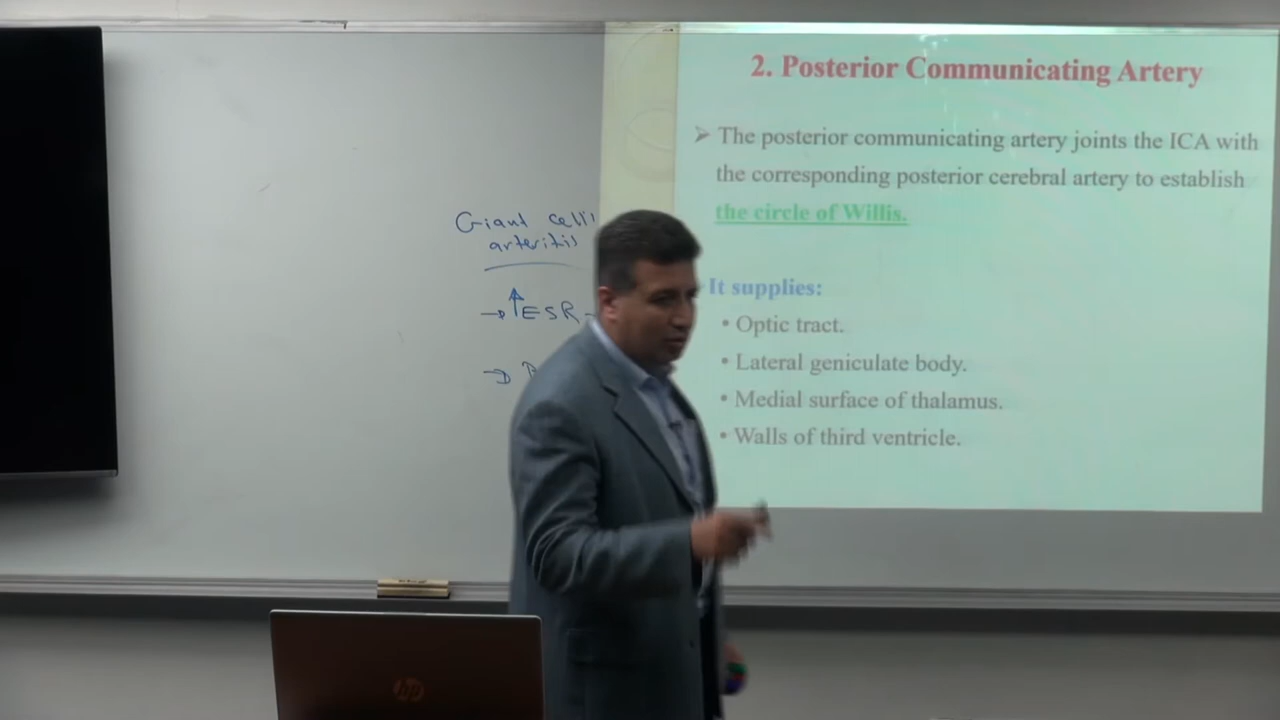 Giant cell
arteritis
→ ↑ESR
→
2. Posterior Communicating Artery
➢ The posterior communicating artery joints the ICA with
the corresponding posterior cerebral artery to establish
the circle of Willis.
It supplies:
• Optic tract.
• Lateral geniculate body.
• Medial surface of thalamus.
• Walls of third ventricle.
hp